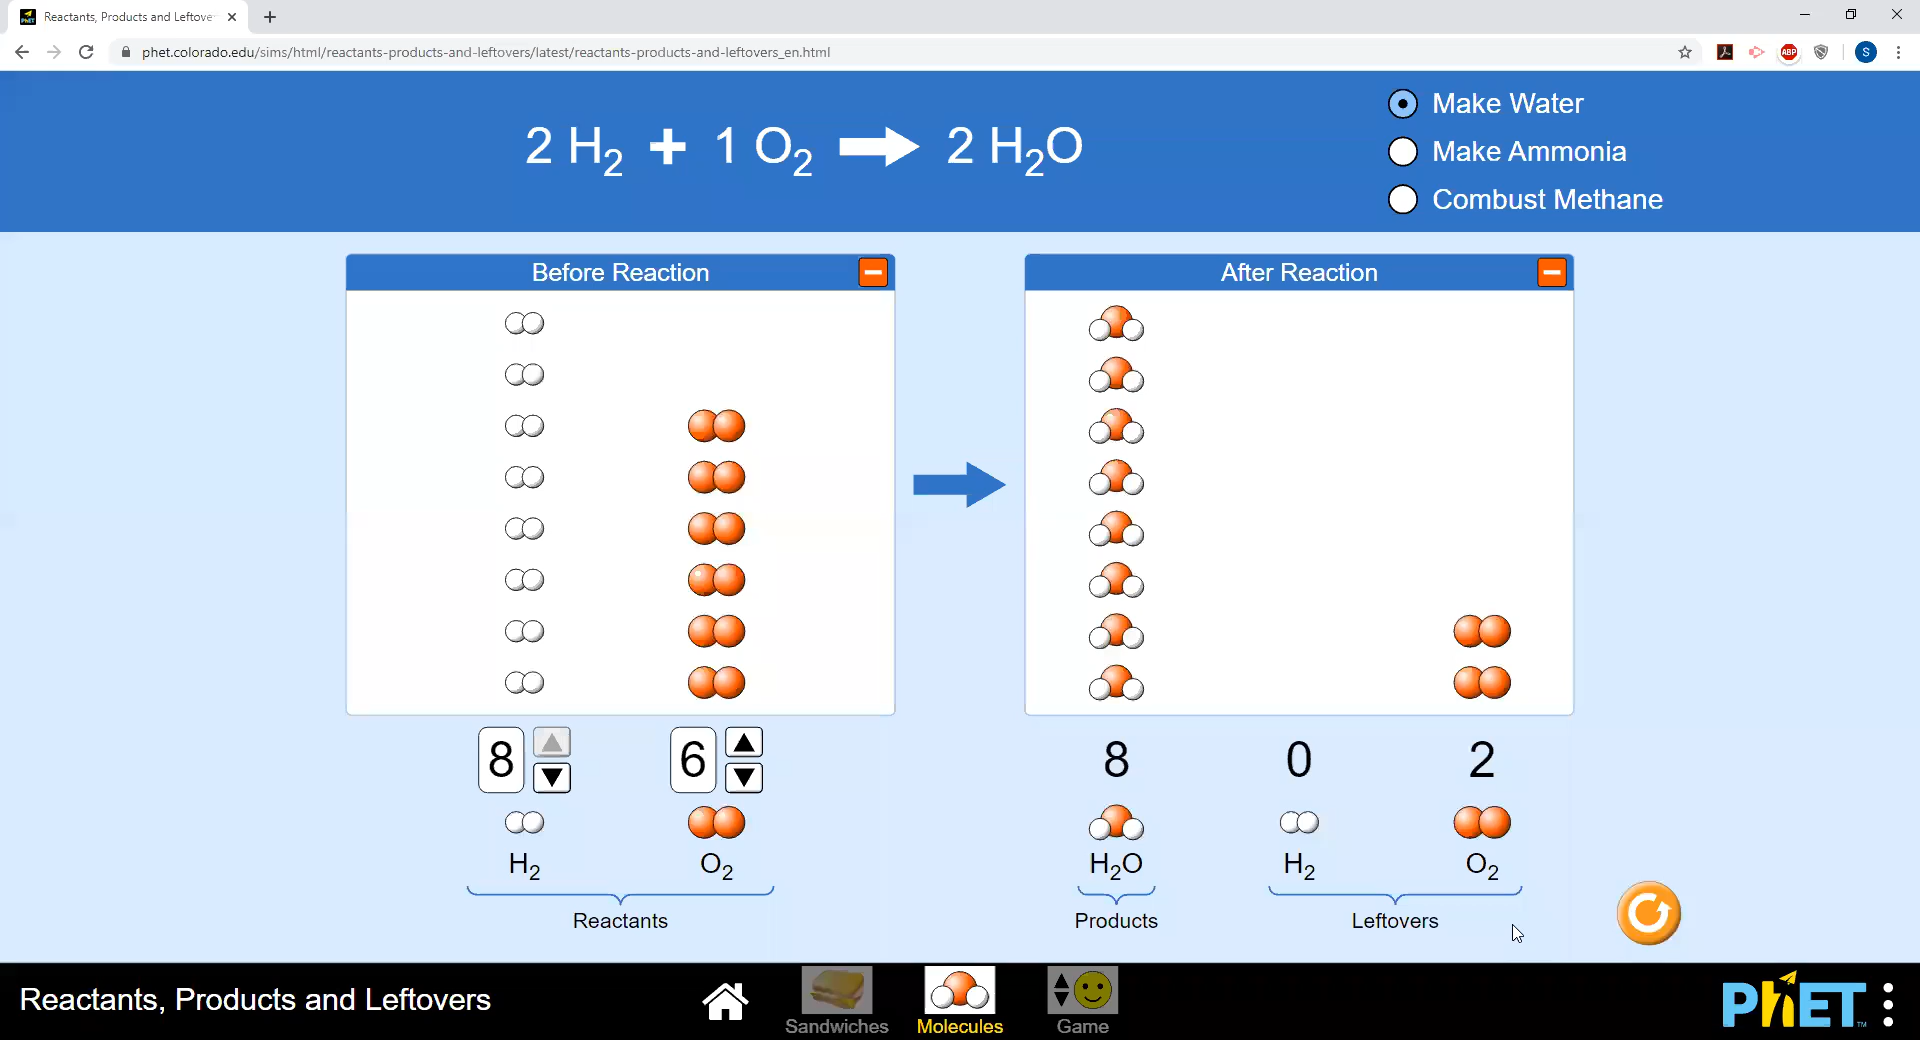 Reactants, Products and Leftove
phet.colorado.edu/sims/html/reactants-products-and-leftovers/latest/reactants-products-and-leftovers_en.html
ABP
S
2 H₂ + 1 O₂ → 2 H₂O
Make Water
Make Ammonia
Combust Methane
Before Reaction
After Reaction
8 6 8 0 2
H₂ O₂ H₂O H₂ O₂
Reactants Products Leftovers
Reactants, Products and Leftovers
Sandwiches Molecules Game
PhET™